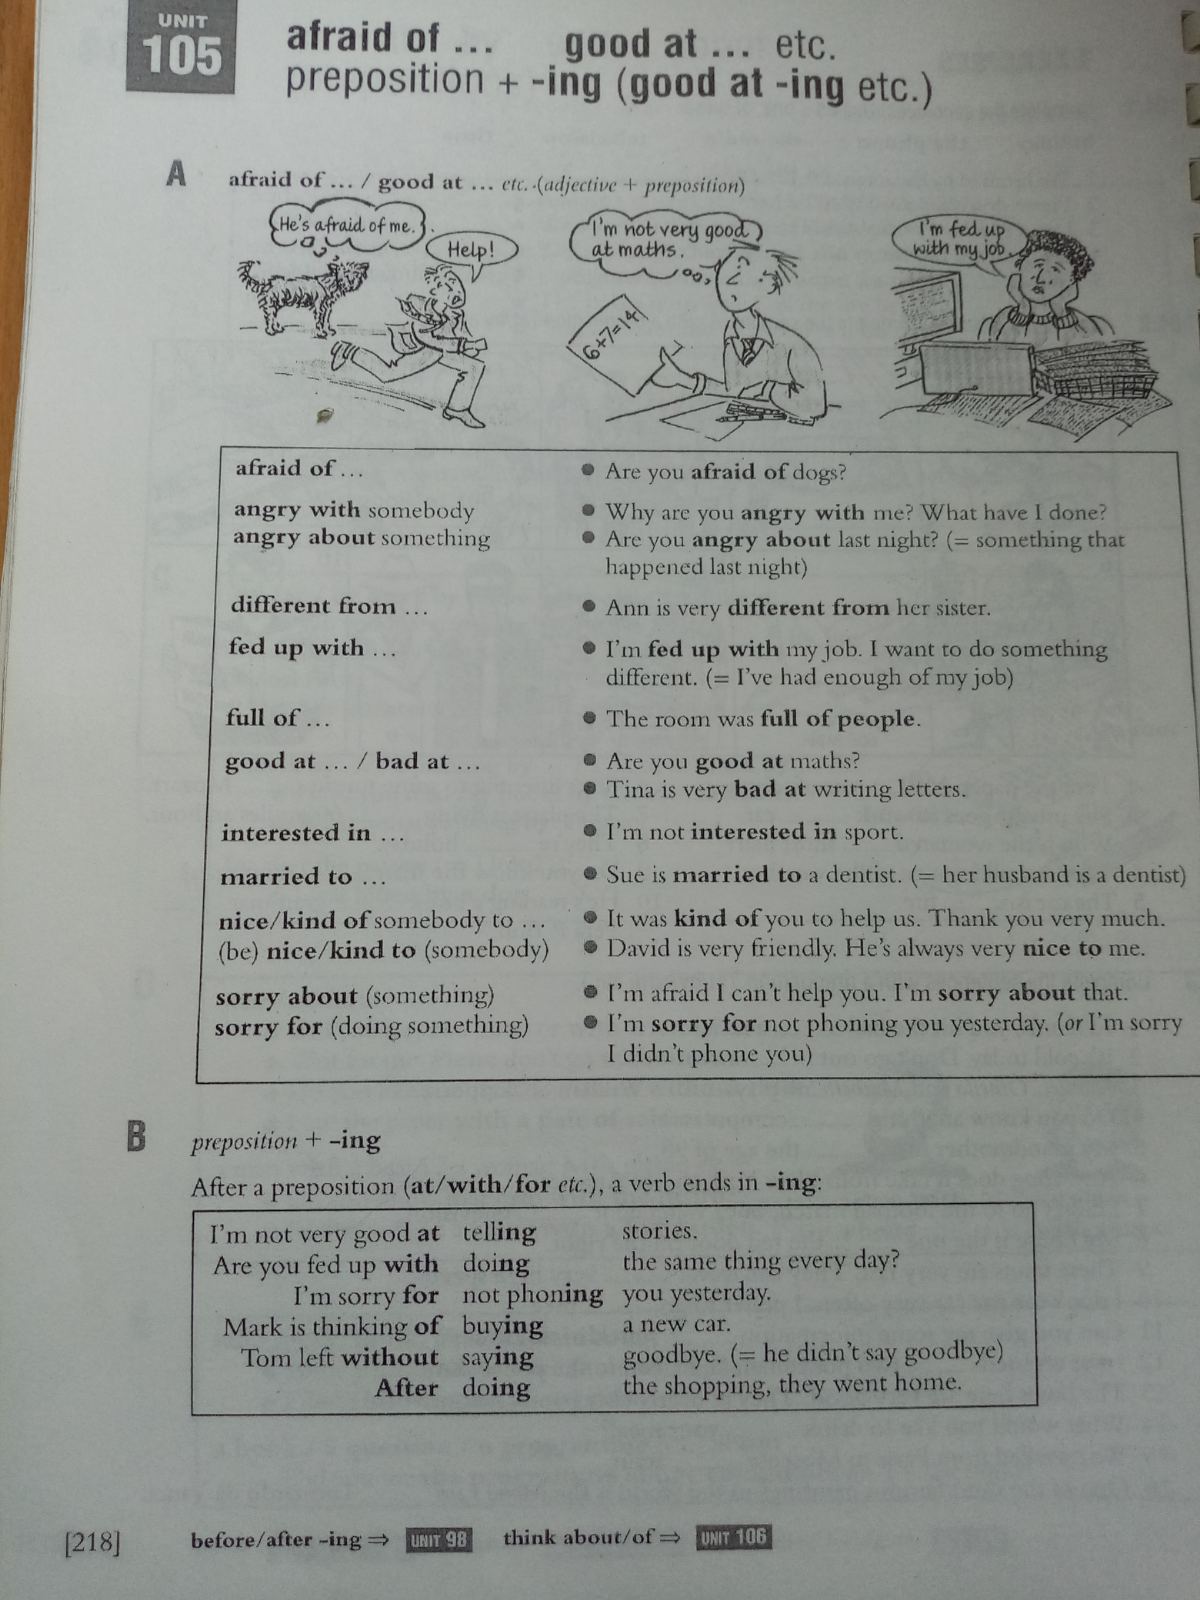 UNIT
105
afraid of ... good at ... etc.
preposition + -ing (good at -ing etc.)
A
afraid of ... / good at ... etc. (adjective + preposition)
He's afraid of me.
Help!
I'm not very good
at maths.
6+7=14
I'm fed up
with my job.
afraid of ... • Are you afraid of dogs?
angry with somebody • Why are you angry with me? What have I done?
angry about something • Are you angry about last night? (= something that
happened last night)
different from ... • Ann is very different from her sister.
fed up with ... • I'm fed up with my job. I want to do something
different. (= I've had enough of my job)
full of ... • The room was full of people.
good at ... / bad at ... • Are you good at maths?
• Tina is very bad at writing letters.
interested in ... • I'm not interested in sport.
married to ... • Sue is married to a dentist. (= her husband is a dentist)
nice/kind of somebody to ... • It was kind of you to help us. Thank you very much.
(be) nice/kind to (somebody) • David is very friendly. He's always very nice to me.
sorry about (something) • I'm afraid I can't help you. I'm sorry about that.
sorry for (doing something) • I'm sorry for not phoning you yesterday. (or I'm sorry
I didn't phone you)
B
preposition + -ing
After a preposition (at/with/for etc.), a verb ends in -ing:
I'm not very good at telling stories.
Are you fed up with doing the same thing every day?
I'm sorry for not phoning you yesterday.
Mark is thinking of buying a new car.
Tom left without saying goodbye. (= he didn't say goodbye)
After doing the shopping, they went home.
[218] before/after -ing ⇒ UNIT 98 think about/of ⇒ UNIT 106